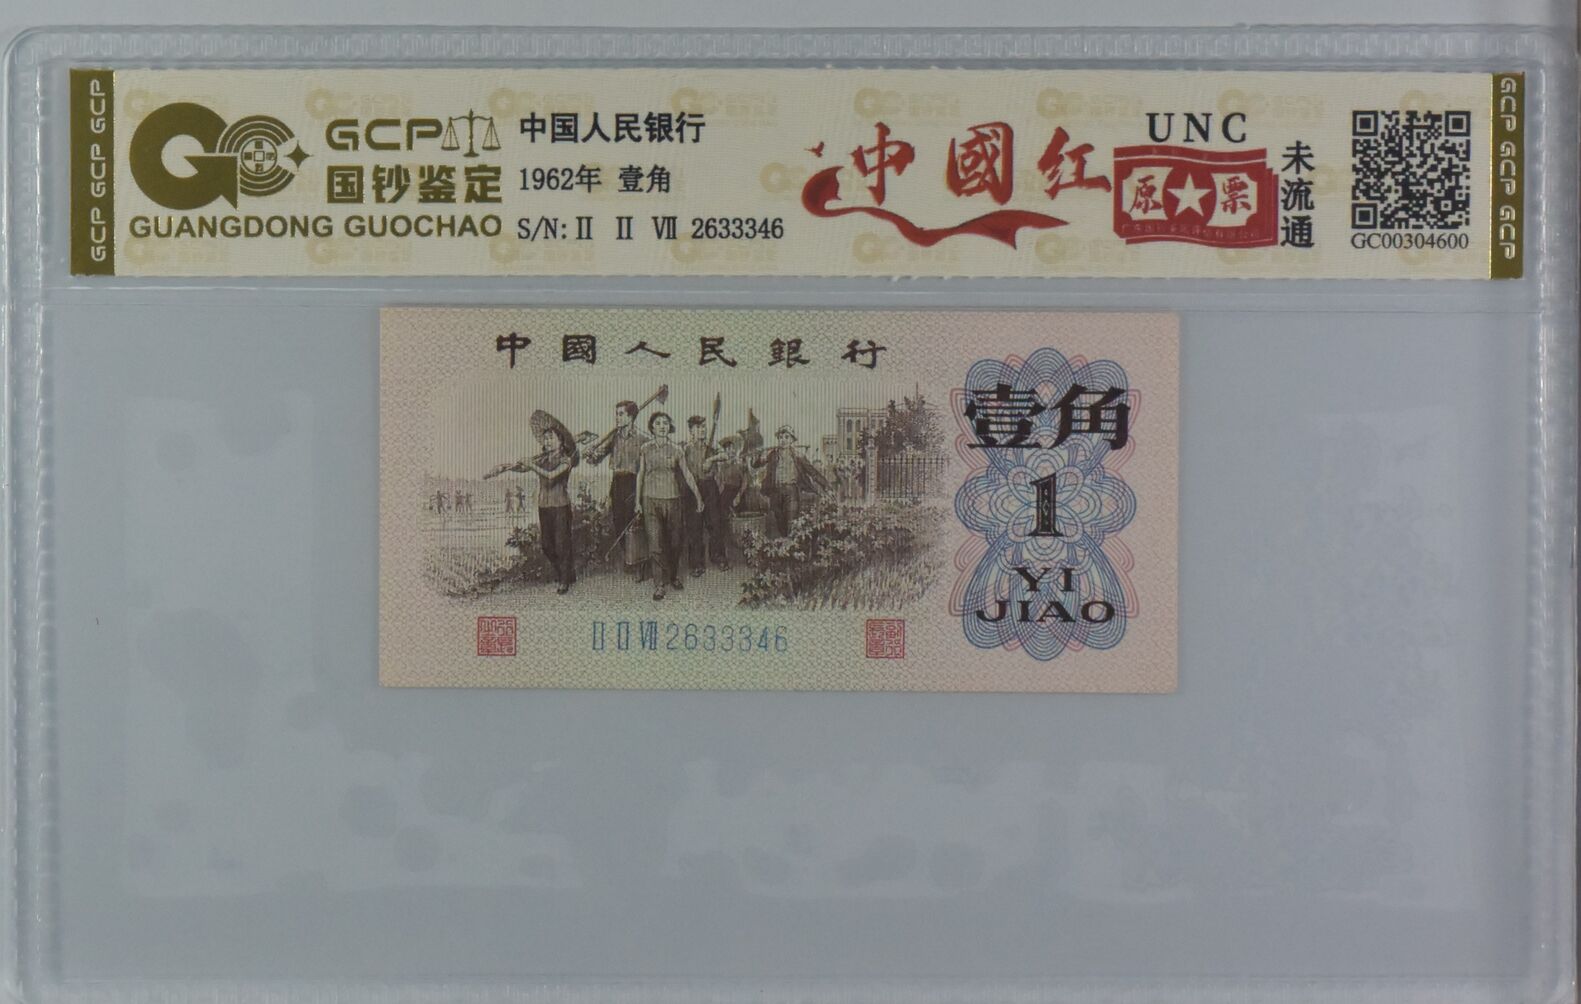 GCP GCP GCP
GCP
国钞鉴定
GUANGDONG GUOCHAO
中国人民银行
1962年 壹角
S/N: II II VII 2633346
中國红
UNC
原票
未流通
GC00304600
GCP GCP GCP
中國人民銀行
壹角
1
YI
JIAO
II II VII 2633346